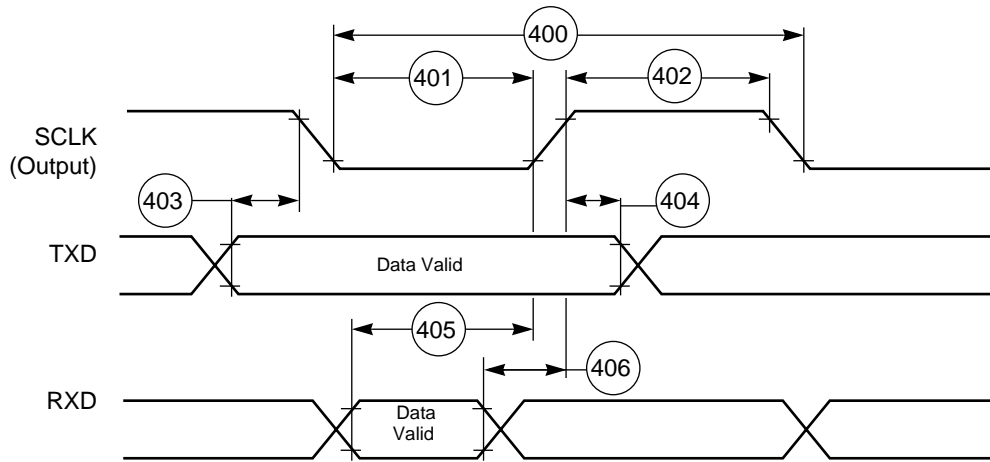 400
401
402
SCLK
(Output)
403
404
TXD
Data Valid
405
406
RXD
Data
Valid